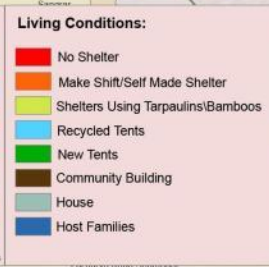 Sanghar
Living Conditions:
No Shelter
Make Shift/Self Made Shelter
Shelters Using Tarpaulins\Bamboos
Recycled Tents
New Tents
Community Building
House
Host Families